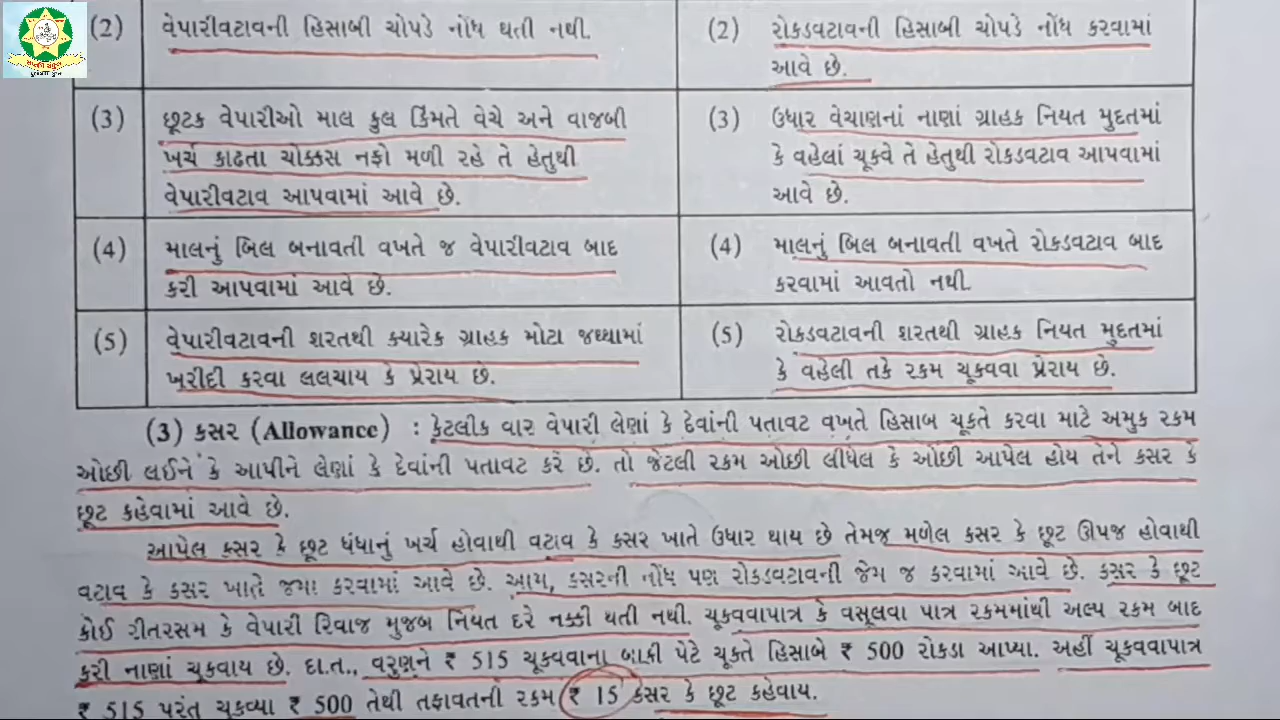 (2) વેપારીવટાવની હિસાબી ચોપડે નોંધ થતી નથી.
(2) રોકડવટાવની હિસાબી ચોપડે નોંધ કરવામાં
આવે છે.
(3) છૂટક વેપારીઓ માલ કુલ કિંમતે વેચે અને વાજબી
ખર્ચ કાઢતા ચોક્કસ નફો મળી રહે તે હેતુથી
વેપારીવટાવ આપવામાં આવે છે.
(3) ઉધાર વેચાણનાં નાણાં ગ્રાહક નિયત મુદતમાં
કે વહેલાં ચૂકવે તે હેતુથી રોકડવટાવ આપવામાં
આવે છે.
(4) માલનું બિલ બનાવતી વખતે જ વેપારીવટાવ બાદ
કરી આપવામાં આવે છે.
(4) માલનું બિલ બનાવતી વખતે રોકડવટાવ બાદ
કરવામાં આવતો નથી.
(5) વેપારીવટાવની શરતથી ક્યારેક ગ્રાહક મોટા જથ્થામાં
ખરીદી કરવા લલચાય કે પ્રેરાય છે.
(5) રોકડવટાવની શરતથી ગ્રાહક નિયત મુદતમાં
કે વહેલી તકે રકમ ચૂકવવા પ્રેરાય છે.
(3) કસર (Allowance) : કેટલીક વાર વેપારી લેણાં કે દેવાંની પતાવટ વખતે હિસાબ ચૂકતે કરવા માટે અમુક રકમ
ઓછી લઈને કે આપીને લેણાં કે દેવાંની પતાવટ કરે છે. તો જેટલી રકમ ઓછી લીધેલ કે ઓછી આપેલ હોય તેને કસર કે
છૂટ કહેવામાં આવે છે.
આપેલ કસર કે છૂટ ધંધાનું ખર્ચ હોવાથી વટાવ કે કસર ખાતે ઉધાર થાય છે તેમજ મળેલ કસર કે છૂટ ઊપજ હોવાથી
વટાવ કે કસર ખાતે જમા કરવામાં આવે છે. આમ, કસરની નોંધ પણ રોકડવટાવની જેમ જ કરવામાં આવે છે. કસર કે છૂટ
કોઈ રીતરસમ કે વેપારી રિવાજ મુજબ નિયત દરે નક્કી થતી નથી. ચૂકવવાપાત્ર કે વસૂલવા પાત્ર રકમમાંથી અલ્પ રકમ બાદ
કરી નાણાં ચૂકવાય છે. દા.ત., વરુણને ₹ 515 ચૂકવવાના બાકી પેટે ચૂકતે હિસાબે ₹ 500 રોકડા આપ્યા. અહીં ચૂકવવાપાત્ર
₹ 515 પરંતુ ચૂકવ્યા ₹ 500 તેથી તફાવતની રકમ ₹ 15 કસર કે છૂટ કહેવાય.